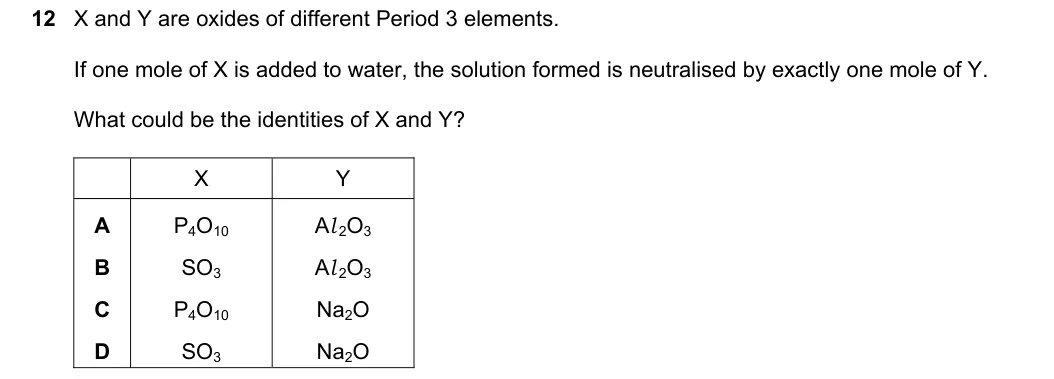 12 X and Y are oxides of different Period 3 elements.
If one mole of X is added to water, the solution formed is neutralised by exactly one mole of Y.
What could be the identities of X and Y?
X Y
A P₄O₁₀ Al₂O₃
B SO₃ Al₂O₃
C P₄O₁₀ Na₂O
D SO₃ Na₂O